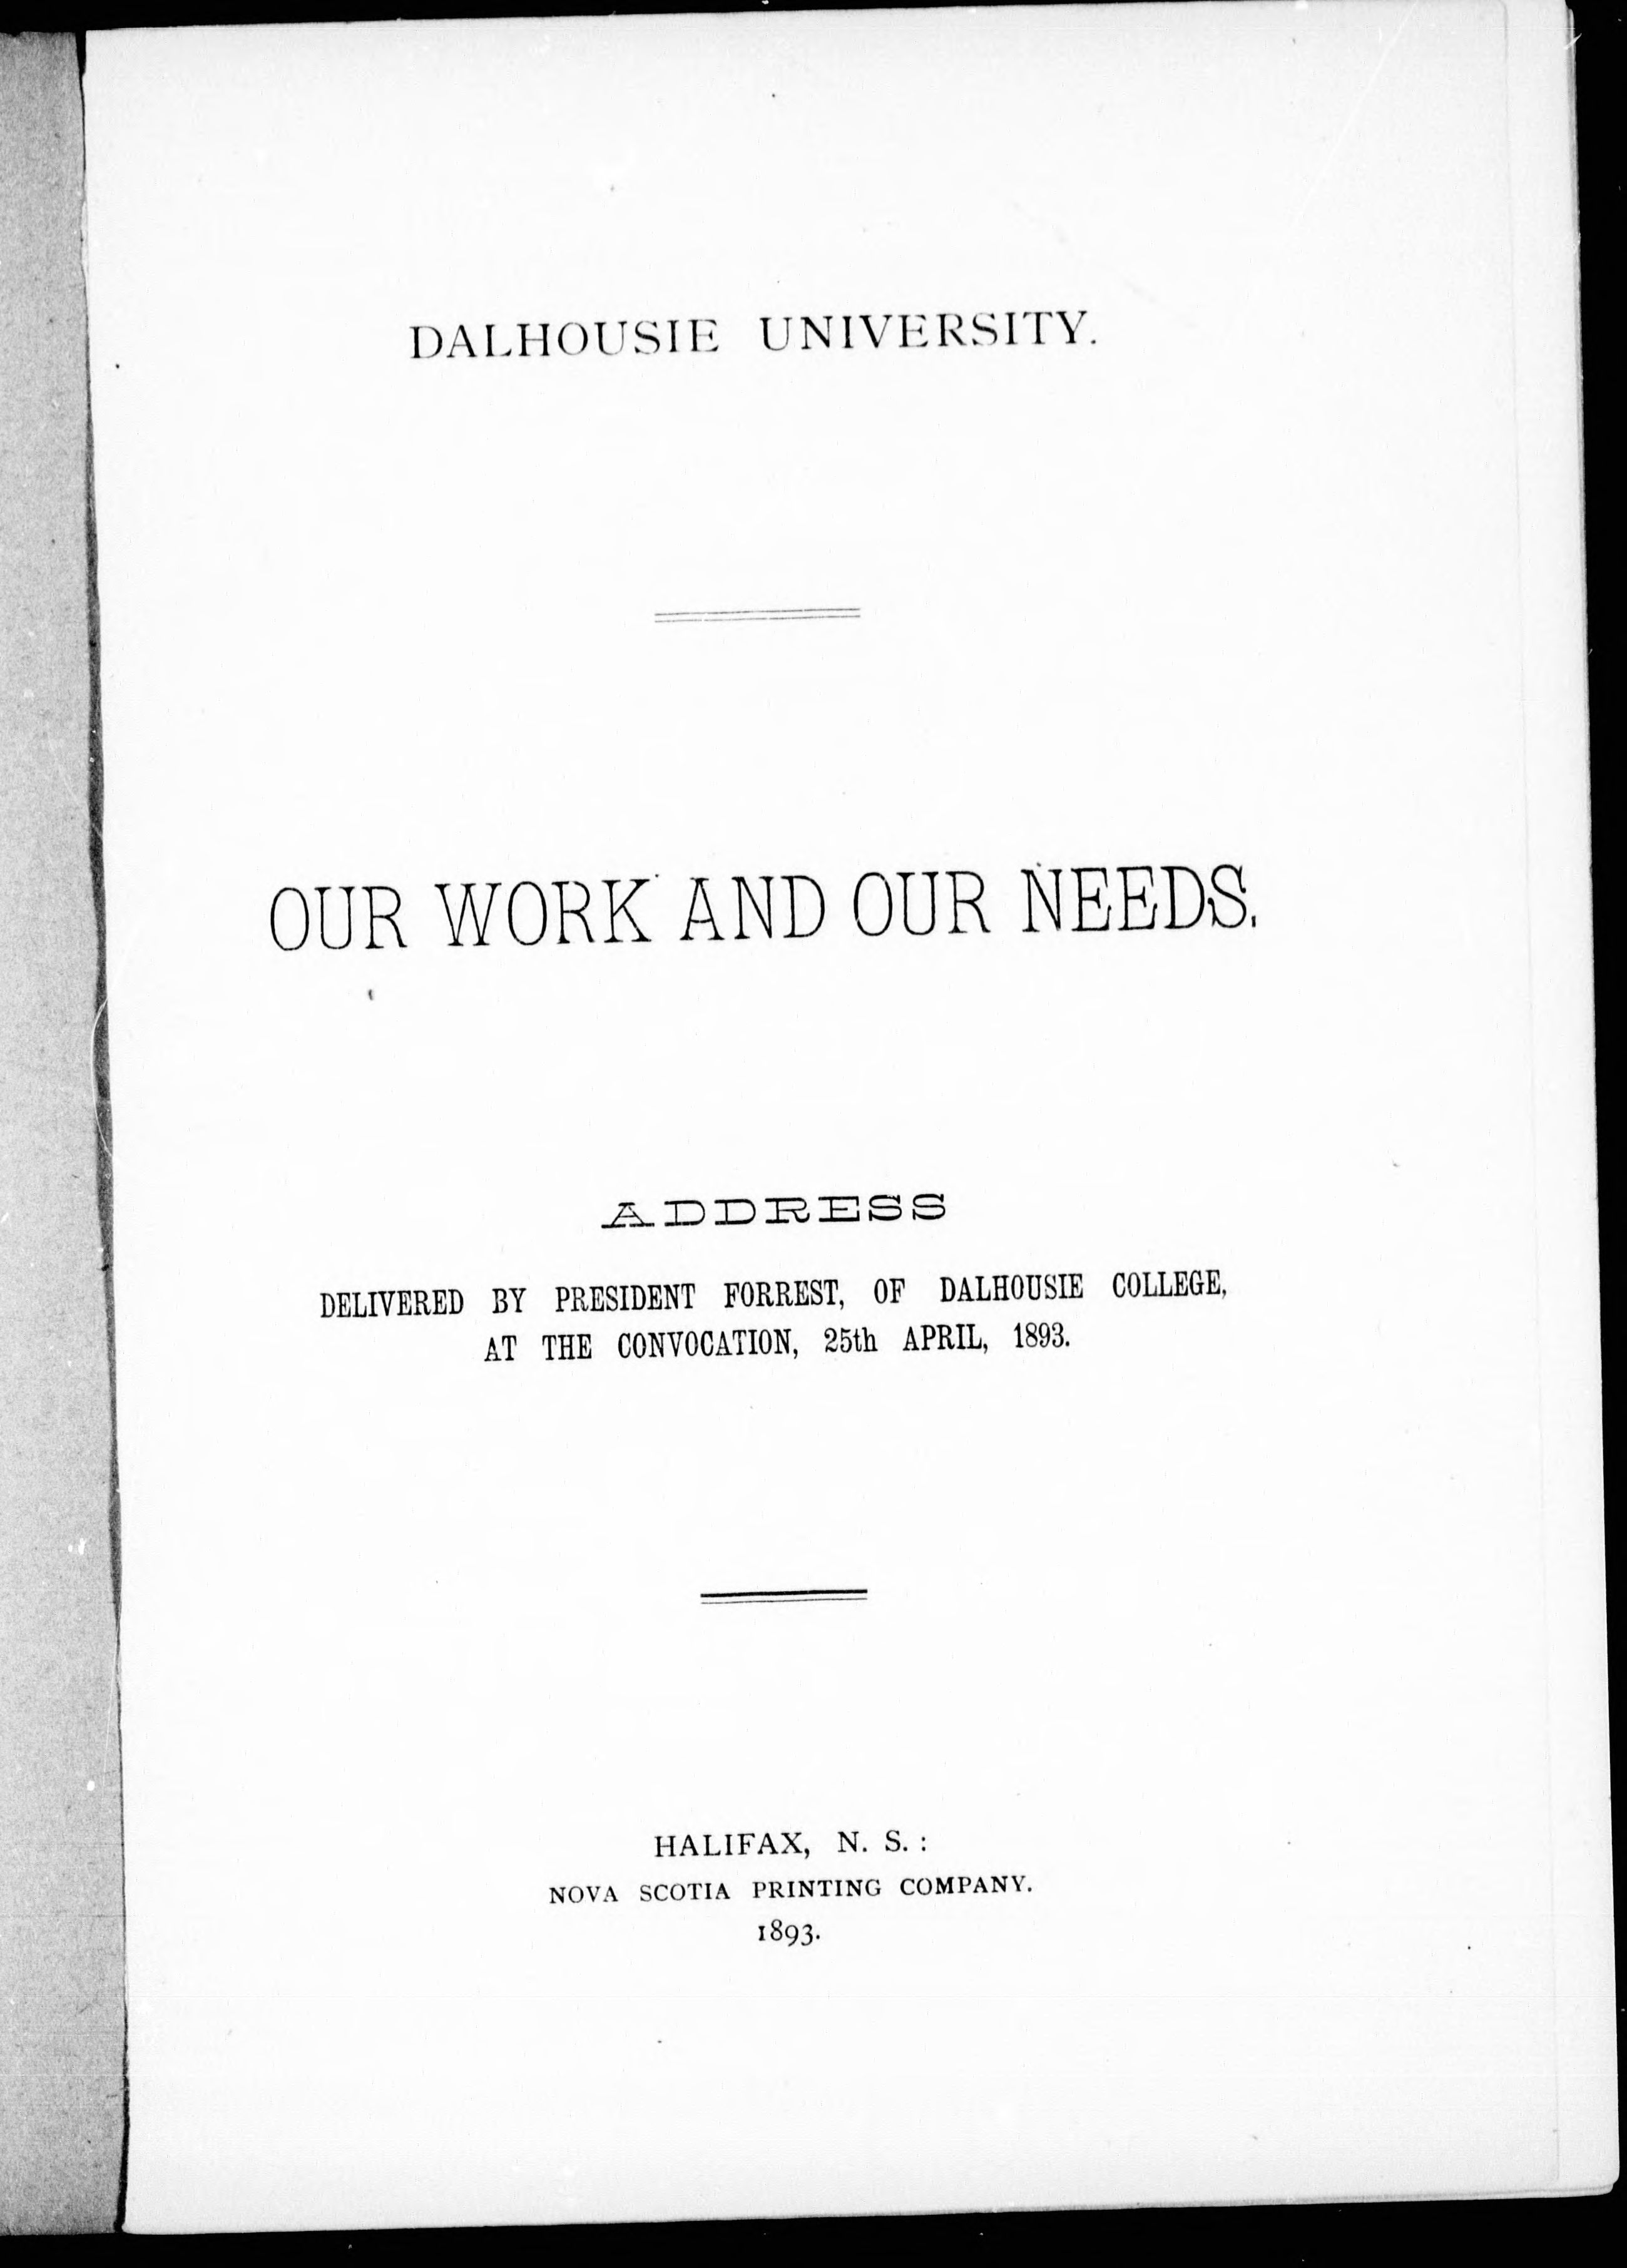 DALHOUSIE UNIVERSITY.
OUR WORK AND OUR NEEDS.
ADDRESS
DELIVERED BY PRESIDENT FORREST, OF DALHOUSIE COLLEGE,
AT THE CONVOCATION, 25th APRIL, 1893.
HALIFAX, N. S. :
NOVA SCOTIA PRINTING COMPANY.
1893.